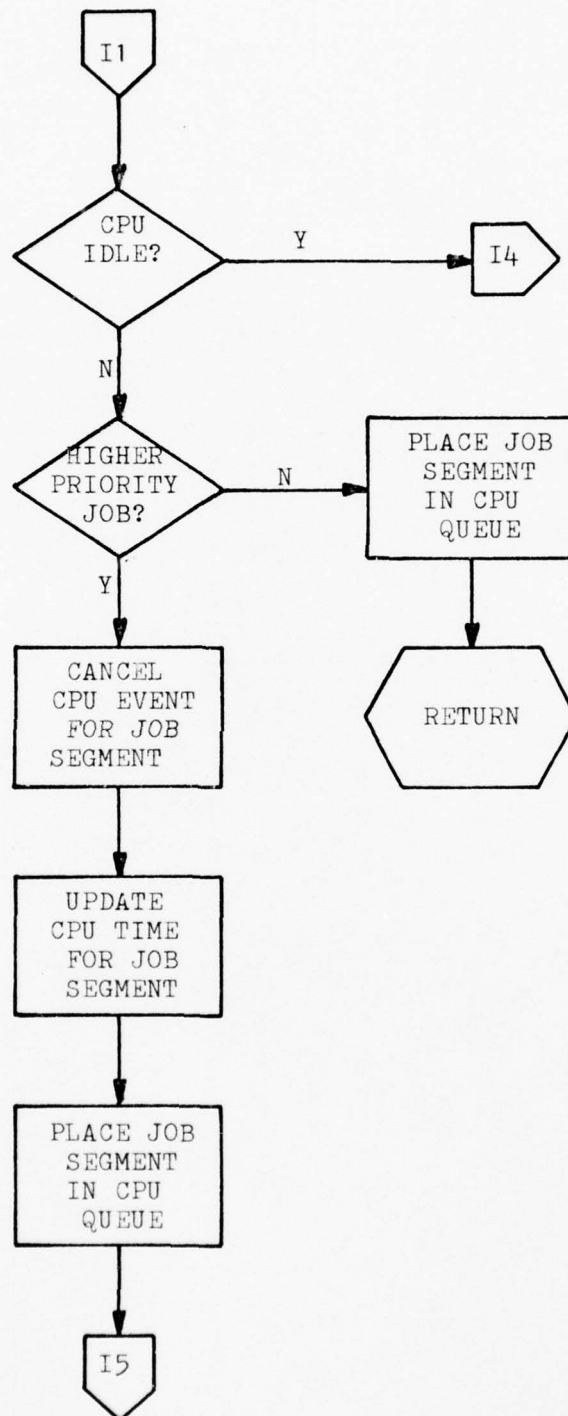 I1
CPU
IDLE?
Y
I4
N
HIGHER
PRIORITY
JOB?
N
PLACE JOB
SEGMENT
IN CPU
QUEUE
Y
RETURN
CANCEL
CPU EVENT
FOR JOB
SEGMENT
UPDATE
CPU TIME
FOR JOB
SEGMENT
PLACE JOB
SEGMENT
IN CPU
QUEUE
I5